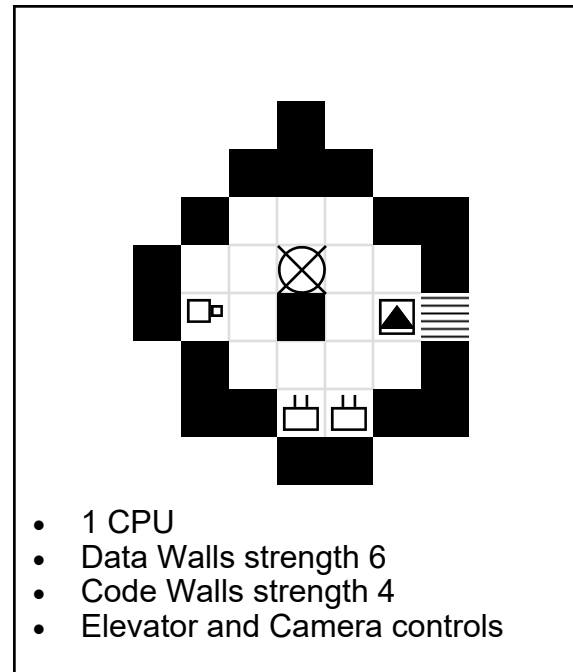 • 1 CPU
• Data Walls strength 6
• Code Walls strength 4
• Elevator and Camera controls